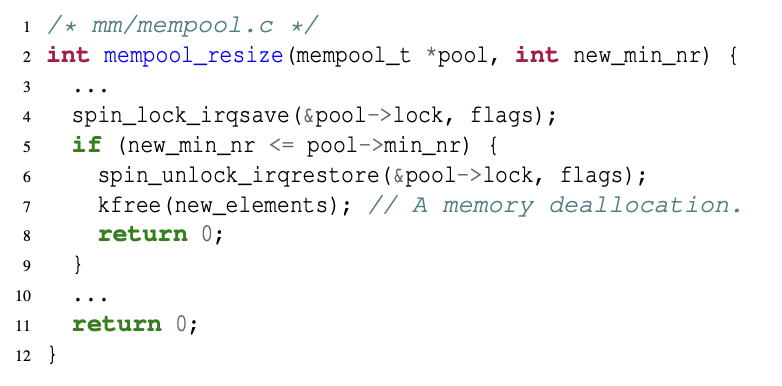 1 /* mm/mempool.c */
2 int mempool_resize(mempool_t *pool, int new_min_nr) {
3   ...
4   spin_lock_irqsave(&pool->lock, flags);
5   if (new_min_nr <= pool->min_nr) {
6     spin_unlock_irqrestore(&pool->lock, flags);
7     kfree(new_elements); // A memory deallocation.
8     return 0;
9   }
10   ...
11   return 0;
12 }